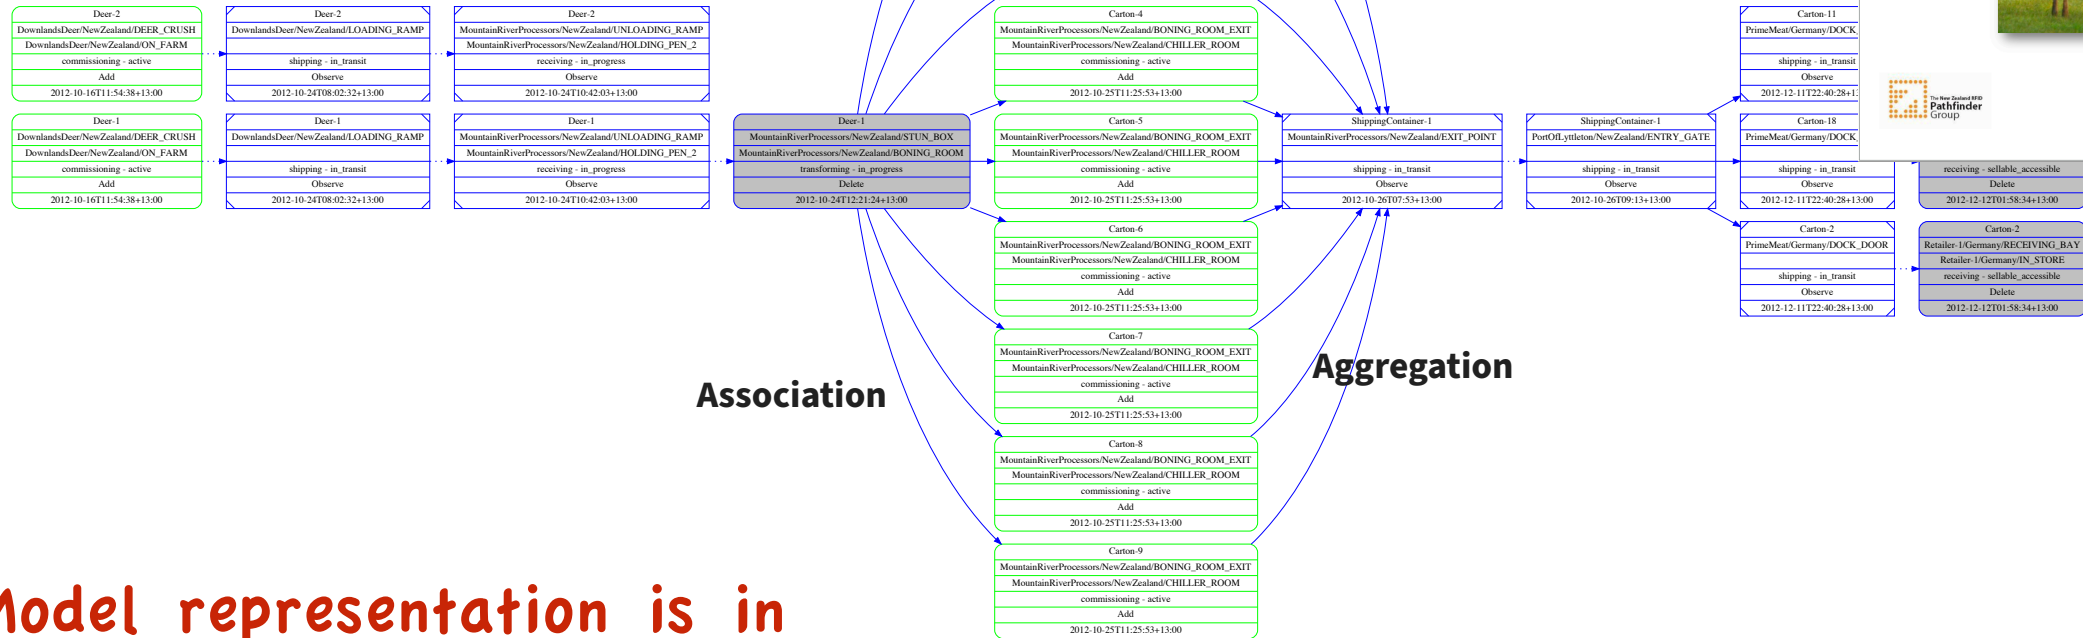 Deer-2
DownlandsDeer/NewZealand/DEER_CRUSH
DownlandsDeer/NewZealand/ON_FARM
commissioning - active
Add
2012-10-16T11:54:38+13:00
Deer-2
DownlandsDeer/NewZealand/LOADING_RAMP
shipping - in_transit
Observe
2012-10-24T08:02:32+13:00
Deer-2
MountainRiverProcessors/NewZealand/UNLOADING_RAMP
MountainRiverProcessors/NewZealand/HOLDING_PEN_2
receiving - in_progress
Observe
2012-10-24T10:42:03+13:00
Carton-4
MountainRiverProcessors/NewZealand/BONING_ROOM_EXIT
MountainRiverProcessors/NewZealand/CHILLER_ROOM
commissioning - active
Add
2012-10-25T11:25:53+13:00
Carton-11
PrimeMeat/Germany/DOCK_
shipping - in_transit
Observe
2012-12-11T22:40:28+1
The New Zealand RFID
Pathfinder
Group
Deer-1
DownlandsDeer/NewZealand/DEER_CRUSH
DownlandsDeer/NewZealand/ON_FARM
commissioning - active
Add
2012-10-16T11:54:38+13:00
Deer-1
DownlandsDeer/NewZealand/LOADING_RAMP
shipping - in_transit
Observe
2012-10-24T08:02:32+13:00
Deer-1
MountainRiverProcessors/NewZealand/UNLOADING_RAMP
MountainRiverProcessors/NewZealand/HOLDING_PEN_2
receiving - in_progress
Observe
2012-10-24T10:42:03+13:00
Deer-1
MountainRiverProcessors/NewZealand/STUN_BOX
MountainRiverProcessors/NewZealand/BONING_ROOM
transforming - in_progress
Delete
2012-10-24T12:21:24+13:00
Carton-5
MountainRiverProcessors/NewZealand/BONING_ROOM_EXIT
MountainRiverProcessors/NewZealand/CHILLER_ROOM
commissioning - active
Add
2012-10-25T11:25:53+13:00
ShippingContainer-1
MountainRiverProcessors/NewZealand/EXIT_POINT
shipping - in_transit
Observe
2012-10-26T07:53+13:00
ShippingContainer-1
PortOfLyttleton/NewZealand/ENTRY_GATE
shipping - in_transit
Observe
2012-10-26T09:13+13:00
Carton-18
PrimeMeat/Germany/DOCK_
shipping - in_transit
Observe
2012-12-11T22:40:28+13:00
receiving - sellable_accessible
Delete
2012-12-12T01:58:34+13:00
Carton-6
MountainRiverProcessors/NewZealand/BONING_ROOM_EXIT
MountainRiverProcessors/NewZealand/CHILLER_ROOM
commissioning - active
Add
2012-10-25T11:25:53+13:00
Carton-2
PrimeMeat/Germany/DOCK_DOOR
shipping - in_transit
Observe
2012-12-11T22:40:28+13:00
Carton-2
Retailer-1/Germany/RECEIVING_BAY
Retailer-1/Germany/IN_STORE
receiving - sellable_accessible
Delete
2012-12-12T01:58:34+13:00
Carton-7
MountainRiverProcessors/NewZealand/BONING_ROOM_EXIT
MountainRiverProcessors/NewZealand/CHILLER_ROOM
commissioning - active
Add
2012-10-25T11:25:53+13:00
Association
Aggregation
Carton-8
MountainRiverProcessors/NewZealand/BONING_ROOM_EXIT
MountainRiverProcessors/NewZealand/CHILLER_ROOM
commissioning - active
Add
2012-10-25T11:25:53+13:00
Carton-9
MountainRiverProcessors/NewZealand/BONING_ROOM_EXIT
MountainRiverProcessors/NewZealand/CHILLER_ROOM
commissioning - active
Add
2012-10-25T11:25:53+13:00
Model representation is in